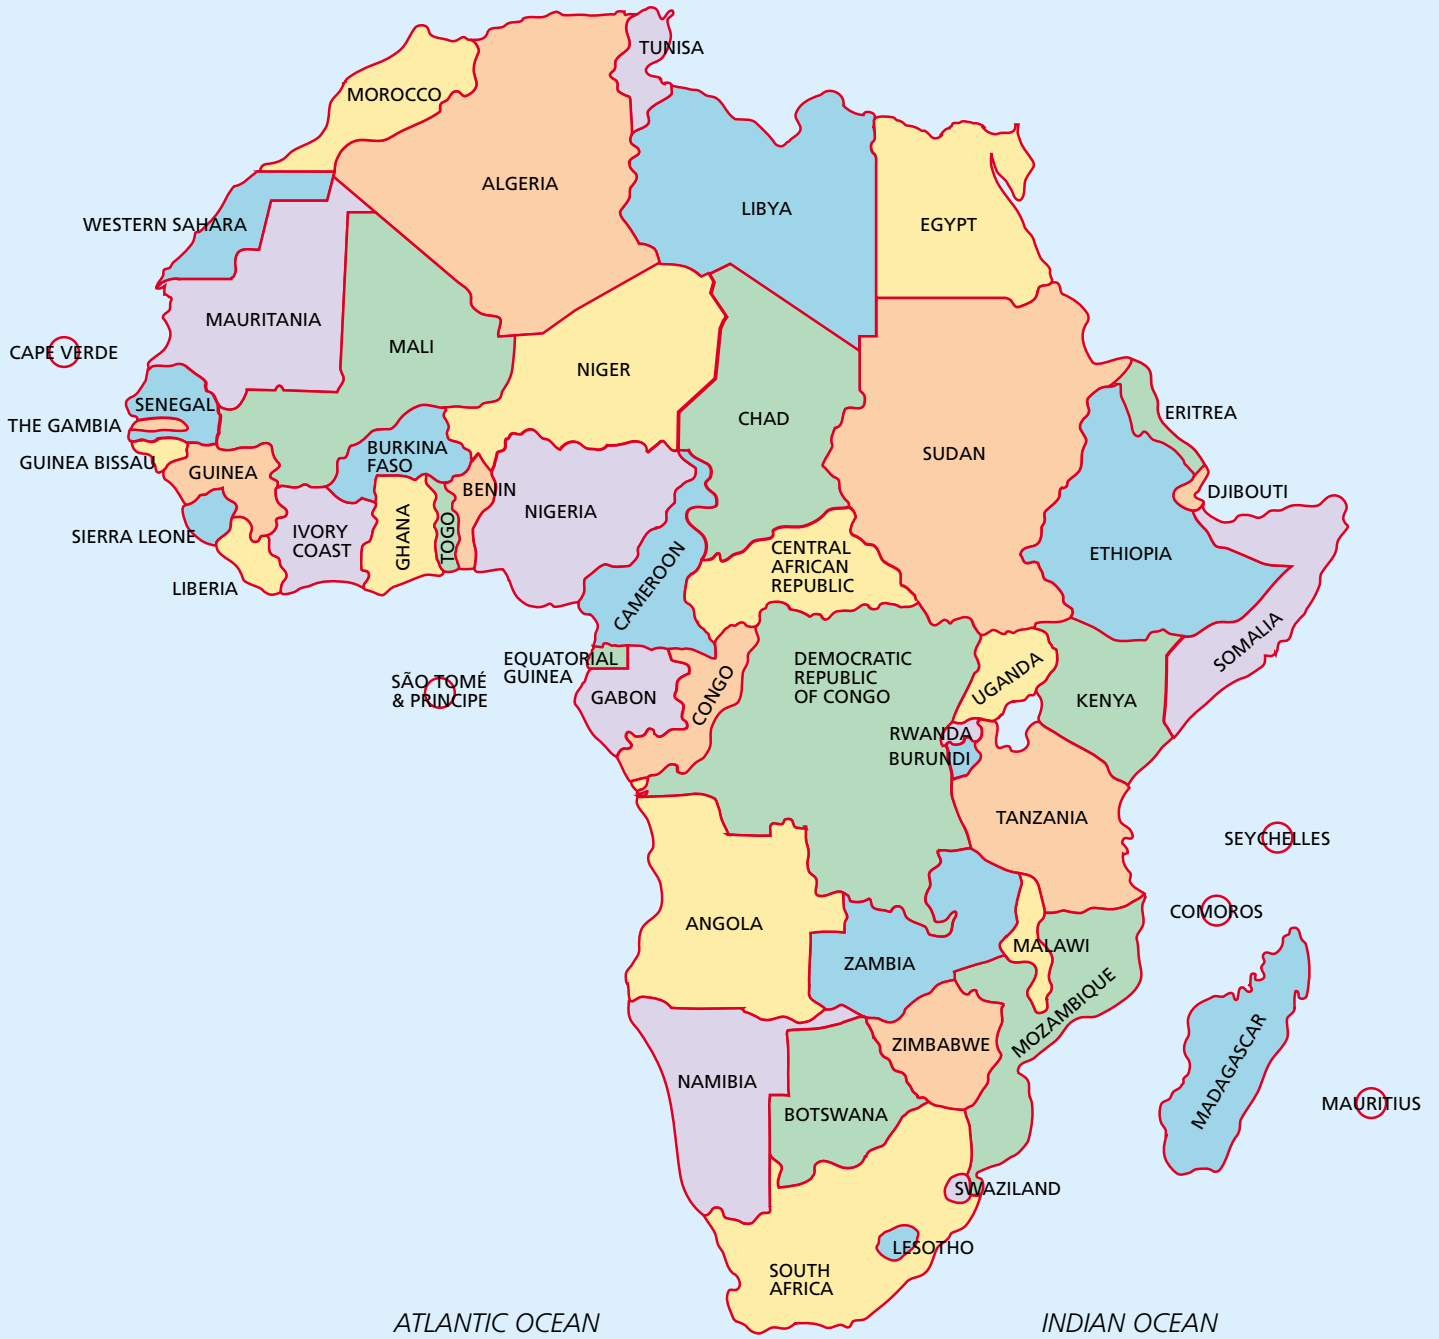 TUNISA
MOROCCO
ALGERIA
LIBYA
EGYPT
WESTERN SAHARA
MAURITANIA
MALI
CAPE VERDE
NIGER
CHAD
SENEGAL
ERITREA
THE GAMBIA
BURKINA
FASO
SUDAN
GUINEA BISSAU
GUINEA
BENIN
DJIBOUTI
NIGERIA
SIERRA LEONE
IVORY
COAST
GHANA
TOGO
CENTRAL
AFRICAN
REPUBLIC
ETHIOPIA
LIBERIA
CAMEROON
SOMALIA
EQUATORIAL
GUINEA
DEMOCRATIC
REPUBLIC
OF CONGO
UGANDA
SÃO TOMÉ
& PRINCIPE
GABON
CONGO
KENYA
RWANDA
BURUNDI
TANZANIA
SEYCHELLES
COMOROS
ANGOLA
MALAWI
ZAMBIA
MOZAMBIQUE
ZIMBABWE
MADAGASCAR
NAMIBIA
BOTSWANA
MAURITIUS
SWAZILAND
LESOTHO
SOUTH
AFRICA
ATLANTIC OCEAN
INDIAN OCEAN